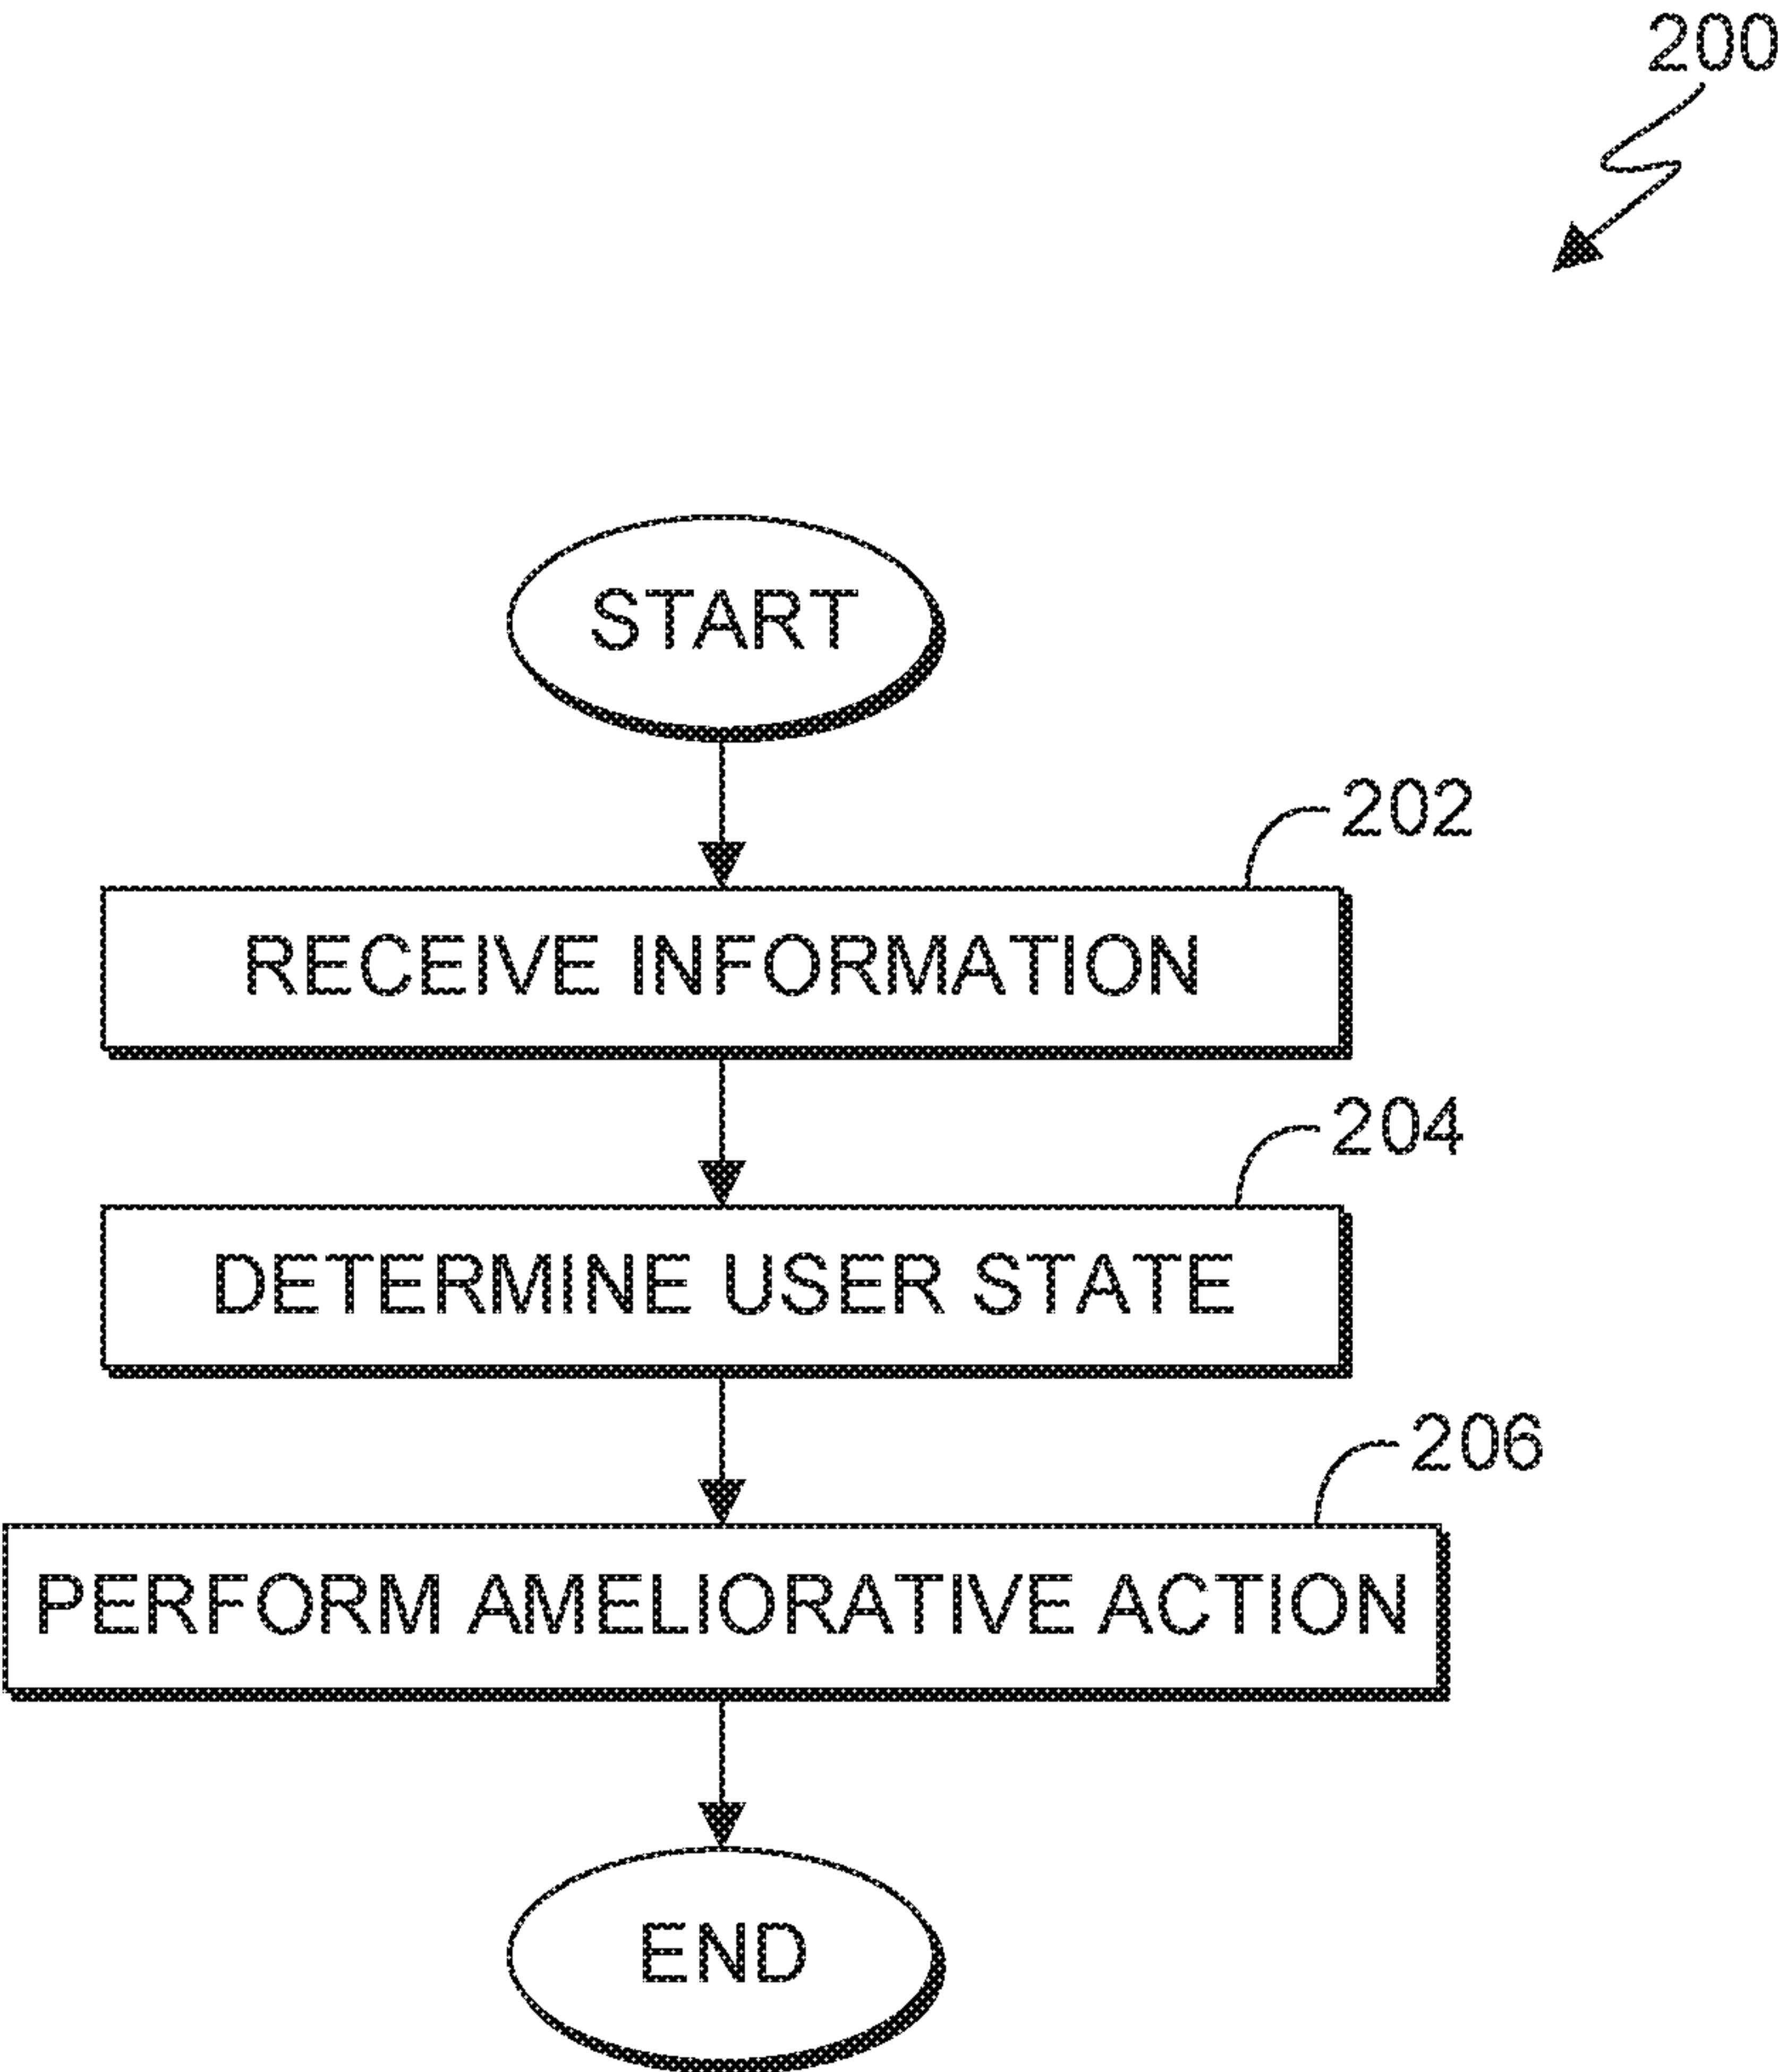 200
START
202
RECEIVE INFORMATION
204
DETERMINE USER STATE
206
PERFORM AMELIORATIVE ACTION
END